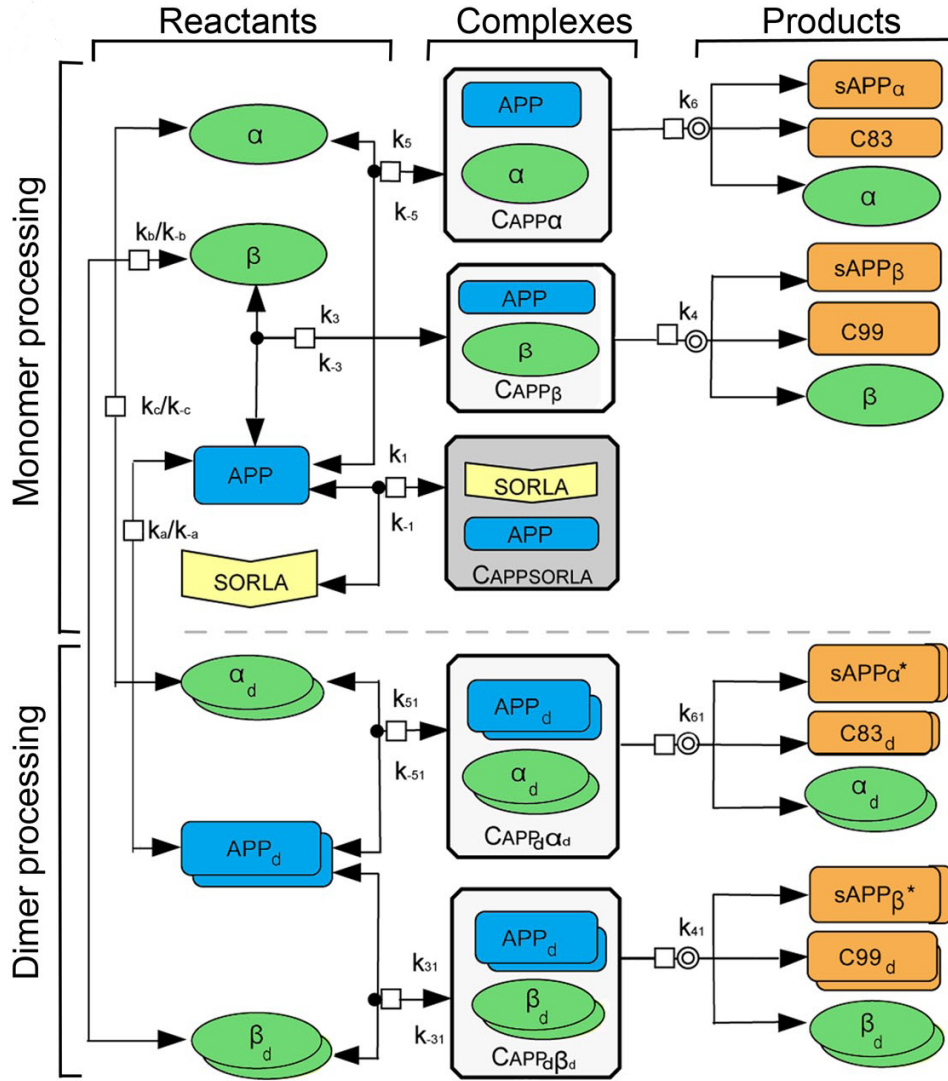 Reactants Complexes Products
Monomer processing
Dimer processing
α
k5
k-5
APP
α
CAPPα
k6
sAPPα
C83
α
kb/k-b
β
k3
k-3
APP
β
CAPPβ
k4
sAPPβ
C99
β
kc/k-c
APP
ka/k-a
SORLA
k1
k-1
SORLA
APP
CAPPSORLA
αd
k51
k-51
APPd
αd
CAPPdαd
k61
sAPPα*
C83d
αd
APPd
βd
k31
k-31
APPd
βd
CAPPdβd
k41
sAPPβ*
C99d
βd